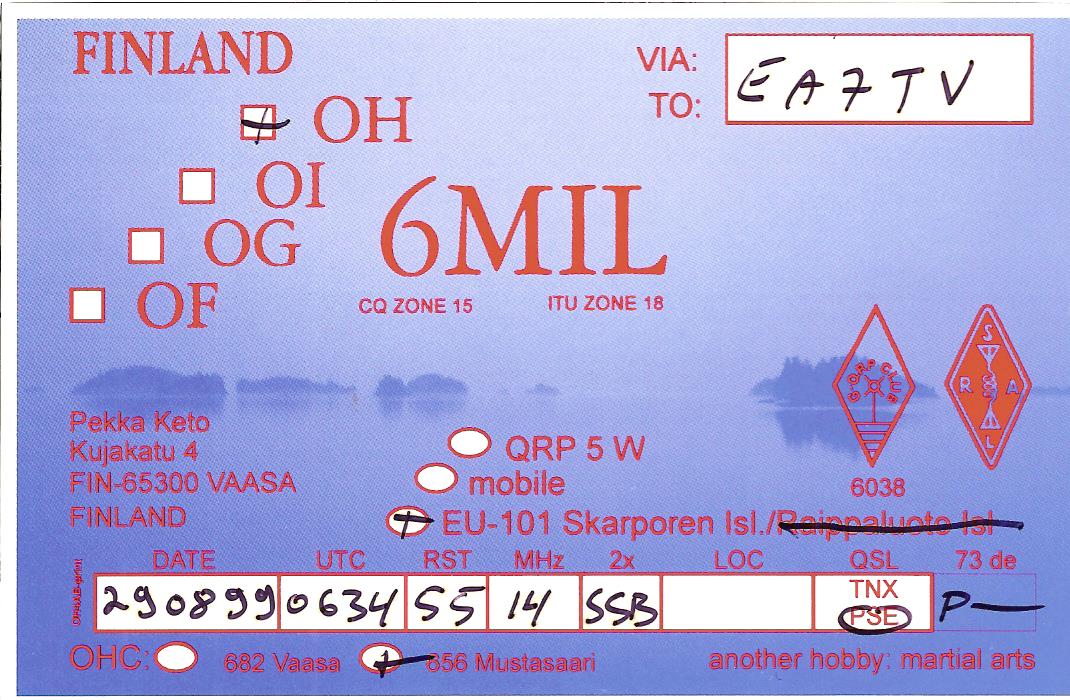 FINLAND
VIA:
TO:
EA7TV
OH
OI
OG
OF
6MIL
CQ ZONE 15
ITU ZONE 18
G-QRP CLUB
6038
S
R A
L
Pekka Keto
Kujakatu 4
FIN-65300 VAASA
FINLAND
QRP 5 W
mobile
EU-101 Skarporen Isl./Raippaluoto Isl
DATE UTC RST MHz 2x LOC QSL 73 de
290899 0634 55 14 SSB TNX
PSE P
OHC: 682 Vaasa 656 Mustasaari another hobby: martial arts